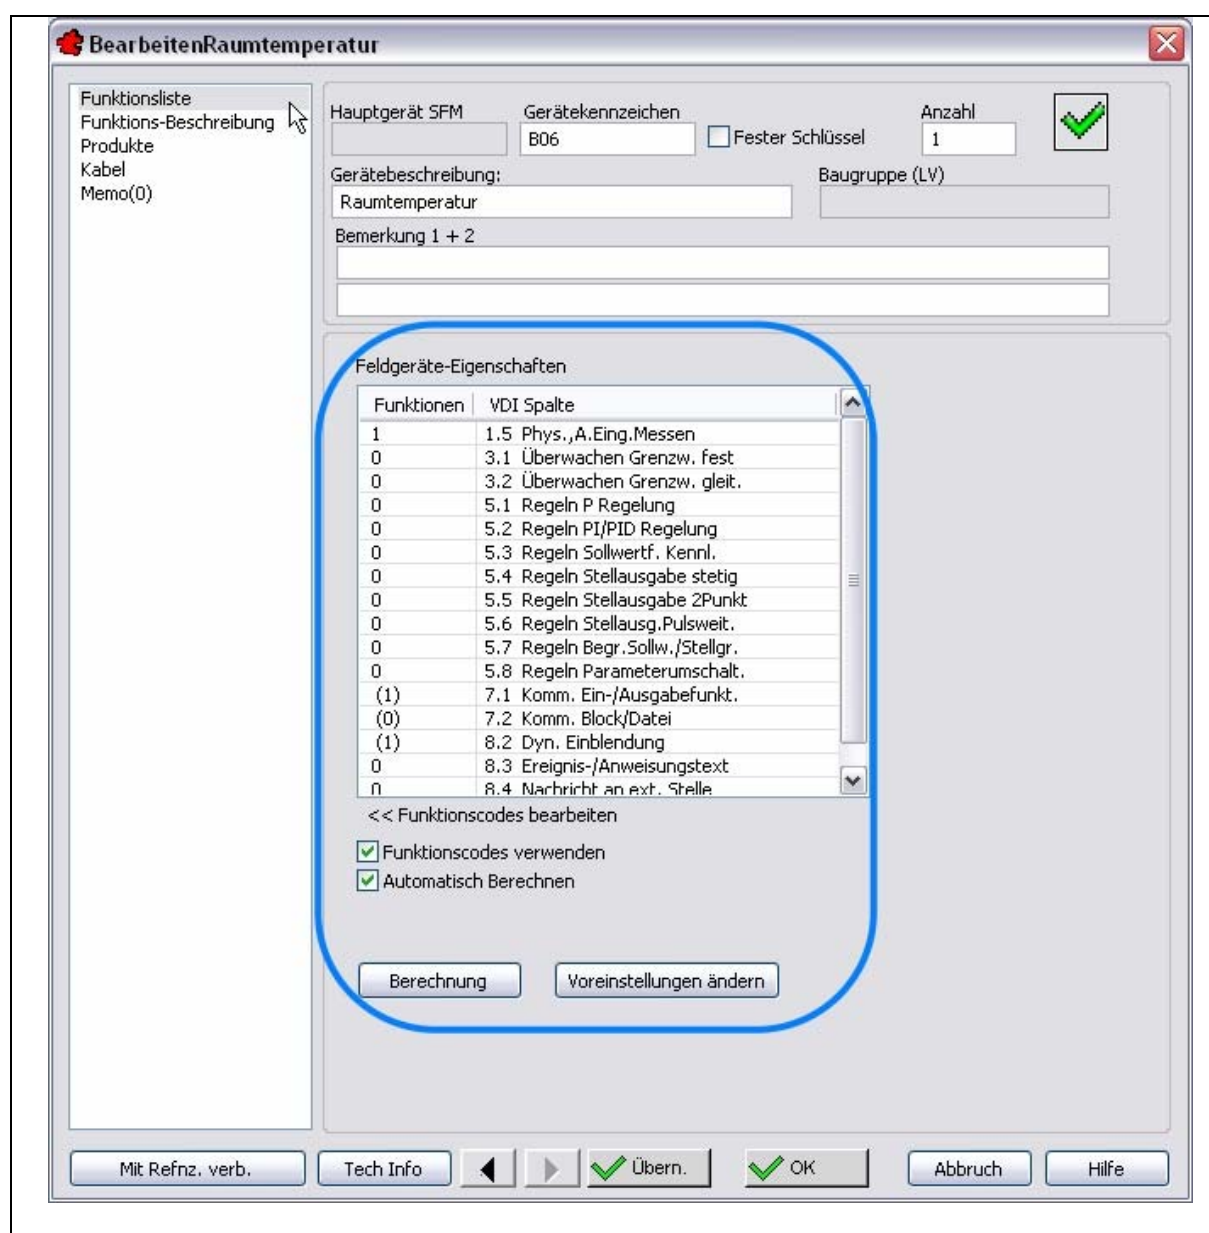 BearbeitenRaumtemperatur
Funktionsliste
Funktions-Beschreibung
Produkte
Kabel
Memo(0)
Hauptgerät SFM Gerätekennzeichen Anzahl
B06 Fester Schlüssel 1
Gerätebeschreibung: Baugruppe (LV)
Raumtemperatur
Bemerkung 1 + 2
Feldgeräte-Eigenschaften
Funktionen VDI Spalte
1 1.5 Phys.,A.Eing.Messen
0 3.1 Überwachen Grenzw. fest
0 3.2 Überwachen Grenzw. gleit.
0 5.1 Regeln P Regelung
0 5.2 Regeln PI/PID Regelung
0 5.3 Regeln Sollwertf. Kennl.
0 5.4 Regeln Stellausgabe stetig
0 5.5 Regeln Stellausgabe 2Punkt
0 5.6 Regeln Stellausg.Pulsweit.
0 5.7 Regeln Begr.Sollw./Stellgr.
0 5.8 Regeln Parameterumschalt.
(1) 7.1 Komm. Ein-/Ausgabefunkt.
(0) 7.2 Komm. Block/Datei
(1) 8.2 Dyn. Einblendung
0 8.3 Ereignis-/Anweisungstext
0 8.4 Nachricht an ext. Stelle
<< Funktionscodes bearbeiten
Funktionscodes verwenden
Automatisch Berechnen
Berechnung Voreinstellungen ändern
Mit Refnz. verb. Tech Info Übern. OK Abbruch Hilfe